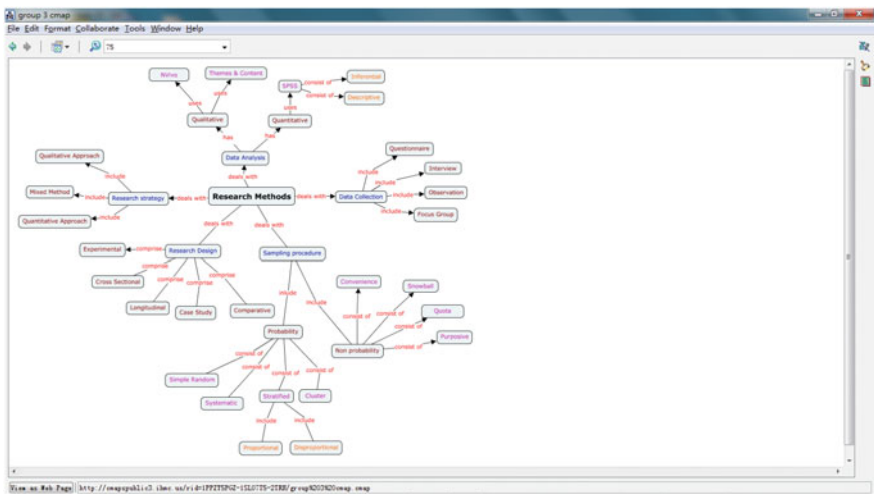 group 3 cmap
File Edit Format Collaborate Tools Window Help
75
Nvivo
Themes & Content
SPSS
consist of
Inferential
consist of
Descriptive
uses
uses
uses
Qualitative
Quantitative
has
has
Data Analysis
deals with
Qualitative Approach
include
Mixed Method
include
Research strategy
deals with
Research Methods
deals with
Data Collection
include
Questionnaire
include
Interview
include
Observation
include
Focus Group
Quantitative Approach
include
deals with
deals with
Experimental
comprise
Research Design
Sampling procedure
comprise
comprise
comprise
comprise
Cross Sectional
Longitudinal
Case Study
Comparative
include
Convenience
Snowball
Quota
Purposive
consist of
consist of
consist of
consist of
Probability
Non probability
consist of
consist of
consist of
consist of
Simple Random
Systematic
Stratified
Cluster
include
include
Proportional
Disproportional
View as Web Page